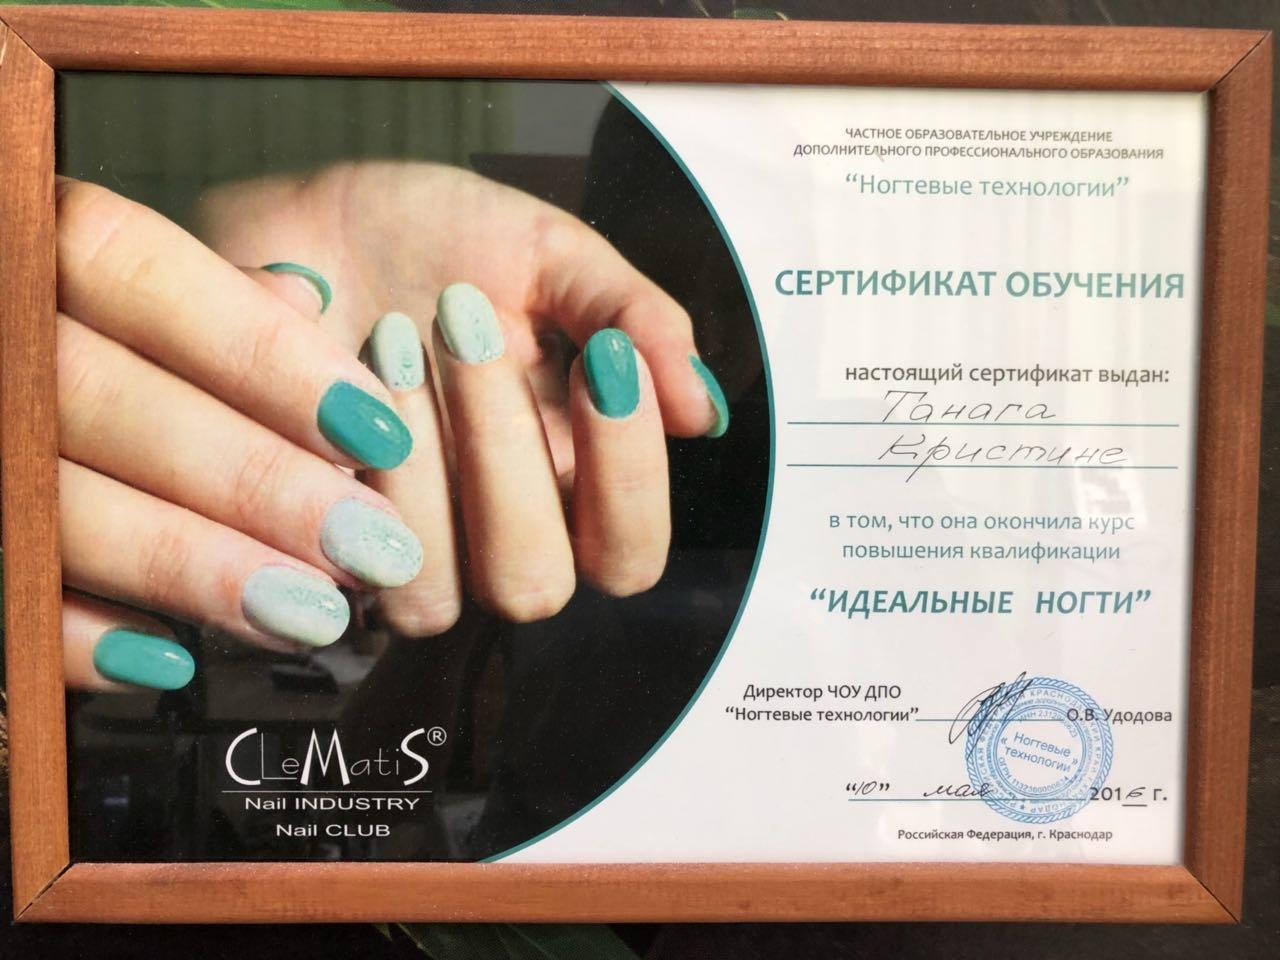 ЧАСТНОЕ ОБРАЗОВАТЕЛЬНОЕ УЧРЕЖДЕНИЕ
ДОПОЛНИТЕЛЬНОГО ПРОФЕССИОНАЛЬНОГО ОБРАЗОВАНИЯ
“Ногтевые технологии”
СЕРТИФИКАТ ОБУЧЕНИЯ
настоящий сертификат выдан:
Танага
Кристине
в том, что она окончила курс
повышения квалификации
“ИДЕАЛЬНЫЕ НОГТИ”
Директор ЧОУ ДПО
“Ногтевые технологии” О.В. Удодова
« Ногтевые
технологии »
“10” мая 2016 г.
Российская Федерация, г. Краснодар
CLeMatiS®
Nail INDUSTRY
Nail CLUB